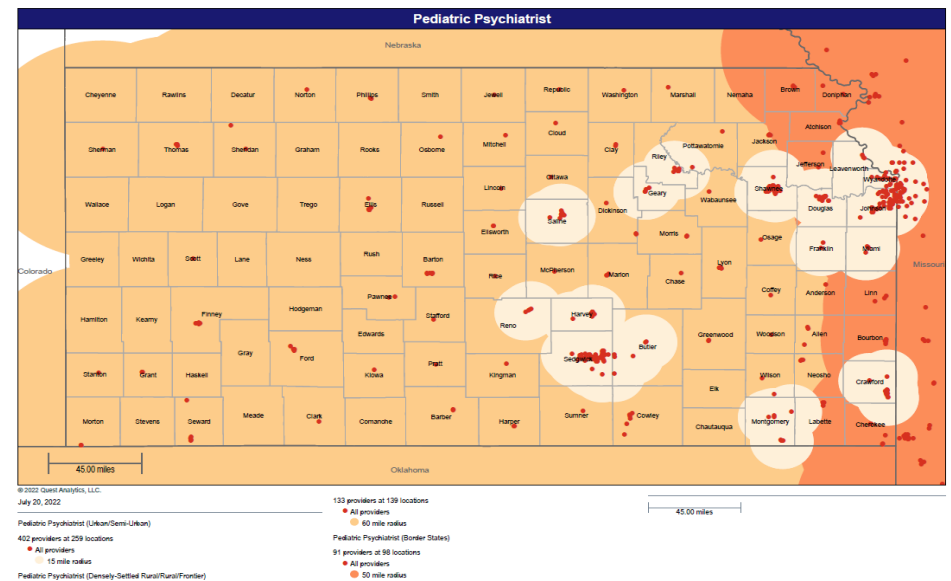 Pediatric Psychiatrist
Nebraska
Cheyenne Rawlins Decatur Norton Phillips Smith Jewell Republic Washington Marshall Nemaha Brown Doniphan
Atchison
Sherman Thomas Sheridan Graham Rooks Osborne Mitchell Cloud Clay Riley Pottawatomie Jackson Jefferson Leavenworth Wyandotte
Wallace Logan Gove Trego Ellis Russell Lincoln Ottawa Dickinson Geary Wabaunsee Shawnee Douglas Johnson
Ellsworth Saline Morris Osage Franklin Miami
Colorado Greeley Wichita Scott Lane Ness Rush Barton Rice McPherson Marion Chase Lyon Coffey Anderson Linn Missouri
Hamilton Kearny Finney Hodgeman Pawnee Stafford Reno Harvey
Gray Ford Edwards Sedgwick Butler Greenwood Woodson Allen Bourbon
Stanton Grant Haskell Kiowa Pratt Kingman Elk Wilson Neosho Crawford
Morton Stevens Seward Meade Clark Comanche Barber Harper Sumner Cowley Chautauqua Montgomery Labette Cherokee
45.00 miles
Oklahoma
© 2022 Quest Analytics, LLC.
July 20, 2022
Pediatric Psychiatrist (Urban/Semi-Urban)
402 providers at 259 locations
All providers
15 mile radius
Pediatric Psychiatrist (Densely-Settled Rural/Rural/Frontier)
133 providers at 139 locations
All providers
60 mile radius
Pediatric Psychiatrist (Border States)
91 providers at 98 locations
All providers
50 mile radius
45.00 miles